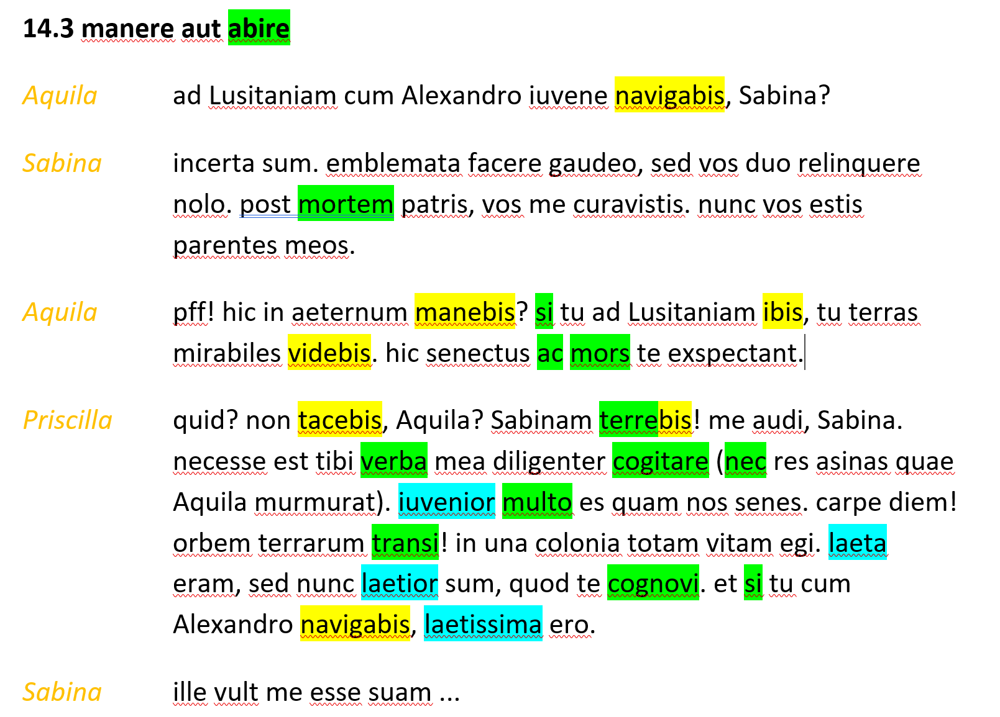 14.3 manere aut abire
Aquila ad Lusitaniam cum Alexandro iuvene navigabis, Sabina?
Sabina incerta sum. emblemata facere gaudeo, sed vos duo relinquere
nolo. post mortem patris, vos me curavistis. nunc vos estis
parentes meos.
Aquila pff! hic in aeternum manebis? si tu ad Lusitaniam ibis, tu terras
mirabiles videbis. hic senectus ac mors te exspectant.
Priscilla quid? non tacebis, Aquila? Sabinam terrebis! me audi, Sabina.
necesse est tibi verba mea diligenter cogitare (nec res asinas quae
Aquila murmurat). iuvenior multo es quam nos senes. carpe diem!
orbem terrarum transi! in una colonia totam vitam egi. laeta
eram, sed nunc laetior sum, quod te cognovi. et si tu cum
Alexandro navigabis, laetissima ero.
Sabina ille vult me esse suam ...